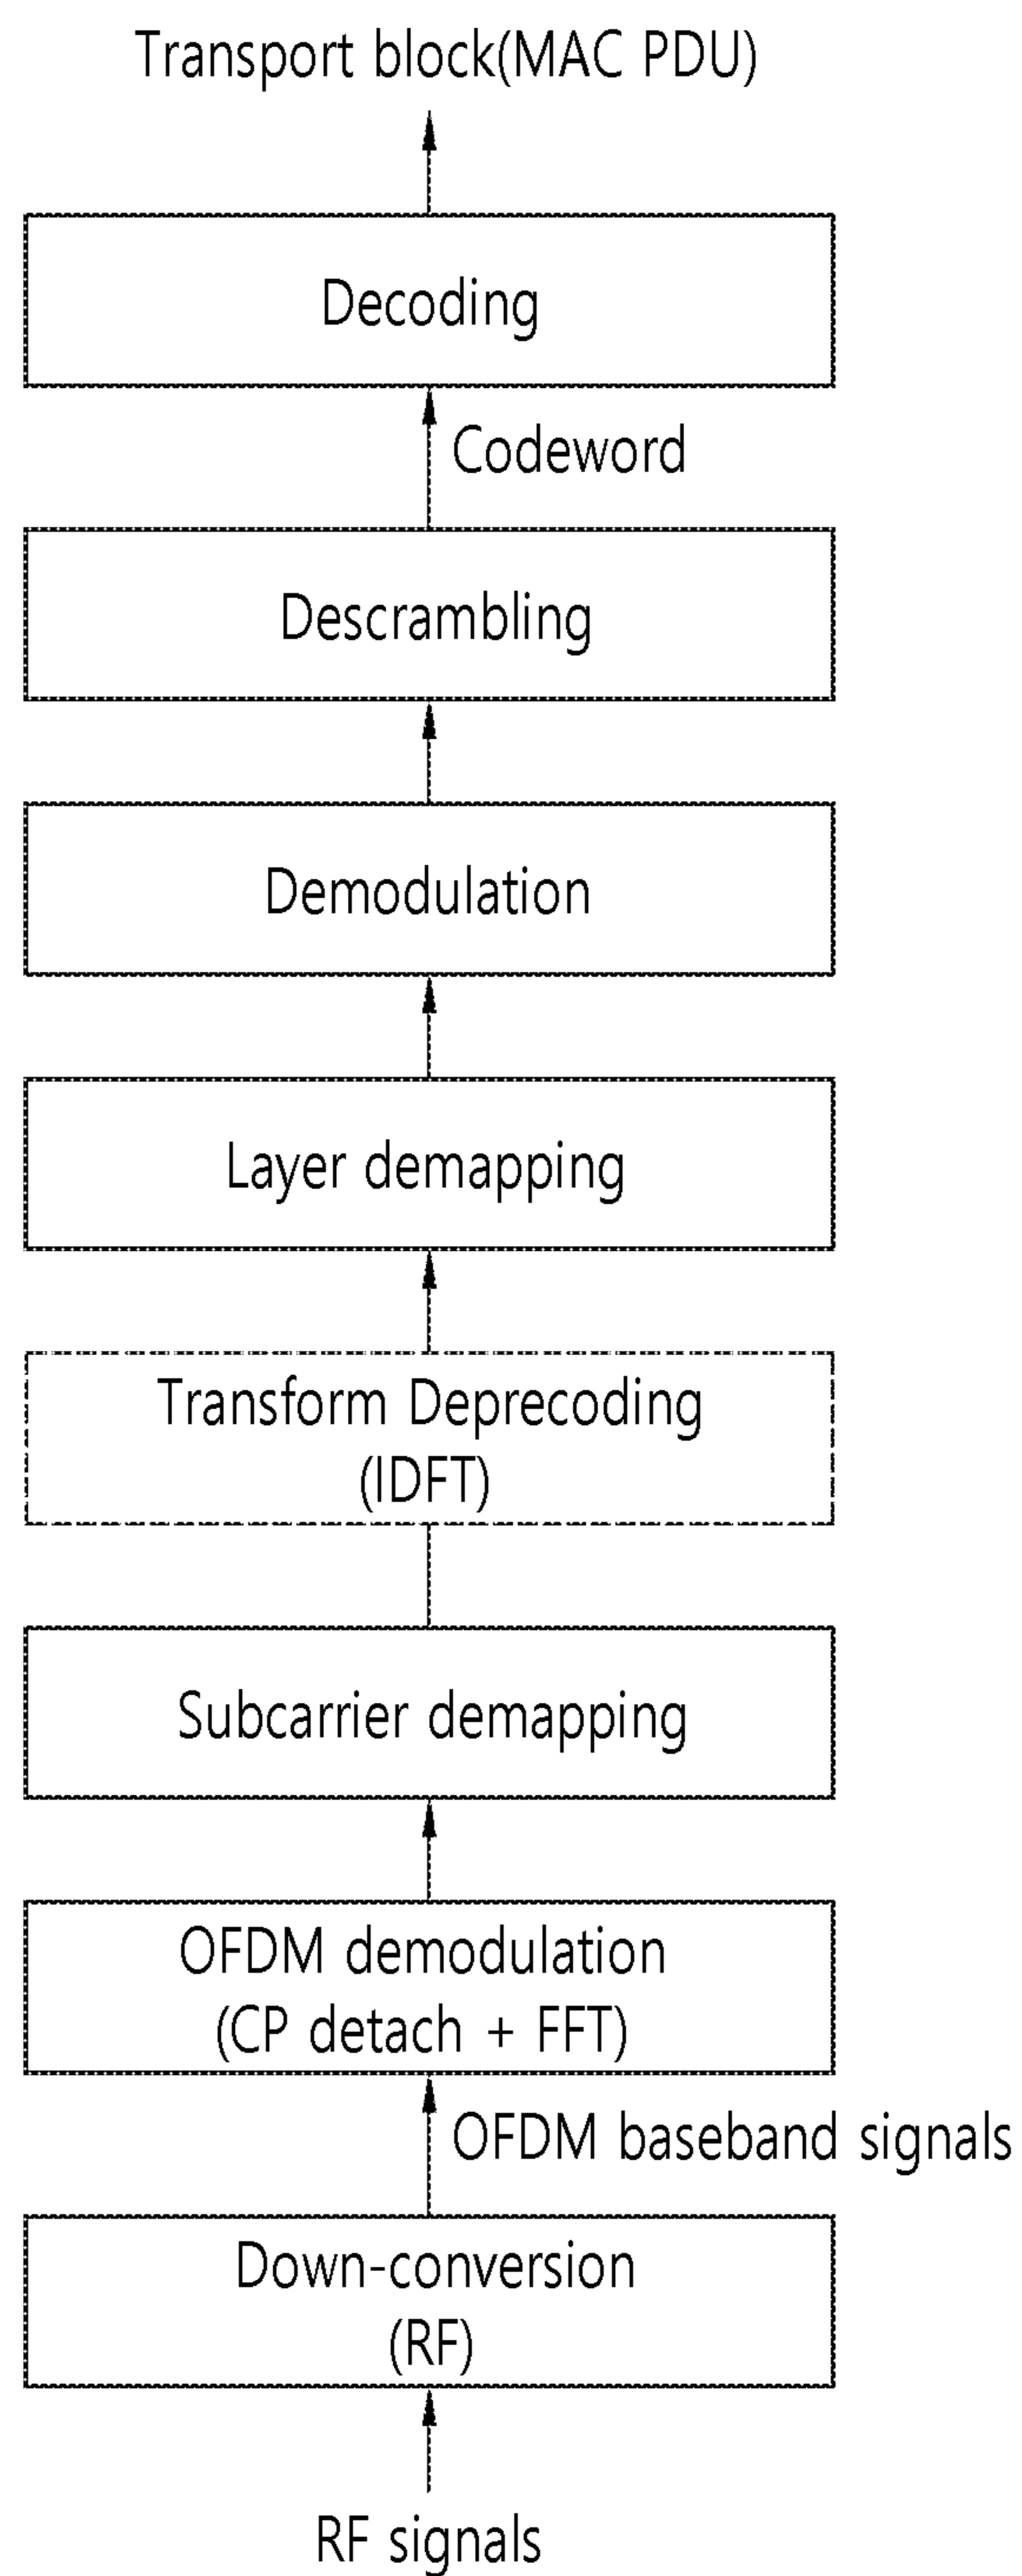 Transport block(MAC PDU)
Decoding
Codeword
Descrambling
Demodulation
Layer demapping
Transform Deprecoding
(IDFT)
Subcarrier demapping
OFDM demodulation
(CP detach + FFT)
OFDM baseband signals
Down-conversion
(RF)
RF signals